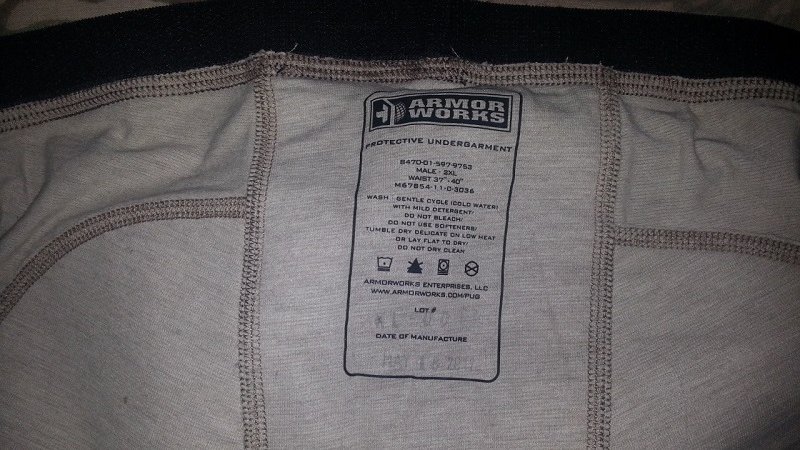 ARMOR
WORKS
PROTECTIVE UNDERGARMENT
8470-01-597-9753
MALE - 2XL
WAIST 37" - 40"
M67854-11-D-3036
WASH : GENTLE CYCLE (COLD WATER)
WITH MILD DETERGENT/
DO NOT BLEACH/
DO NOT USE SOFTENERS/
TUMBLE DRY DELICATE ON LOW HEAT
OR LAY FLAT TO DRY/
DO NOT DRY CLEAN
ARMORWORKS ENTERPRISES, LLC
WWW.ARMORWORKS.COM/PUG
LOT #
DATE OF MANUFACTURE
MAY